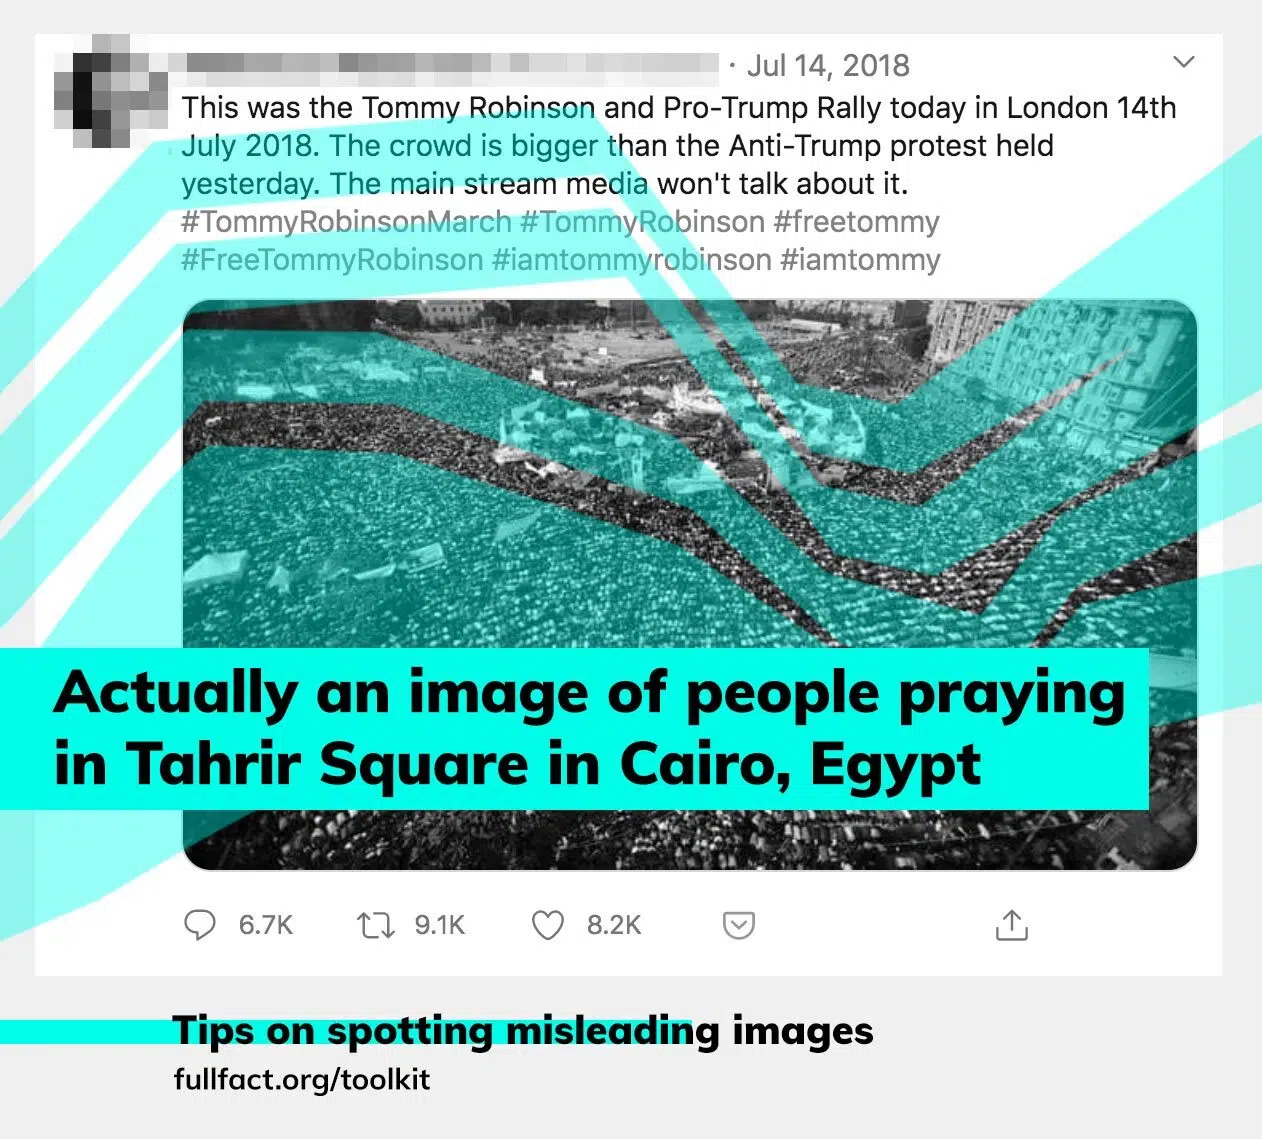 · Jul 14, 2018
This was the Tommy Robinson and Pro-Trump Rally today in London 14th
July 2018. The crowd is bigger than the Anti-Trump protest held
yesterday. The main stream media won't talk about it.
#TommyRobinsonMarch #TommyRobinson #freetommy
#FreeTommyRobinson #iamtommyrobinson #iamtommy
Actually an image of people praying
in Tahrir Square in Cairo, Egypt
6.7K 9.1K 8.2K
Tips on spotting misleading images
fullfact.org/toolkit